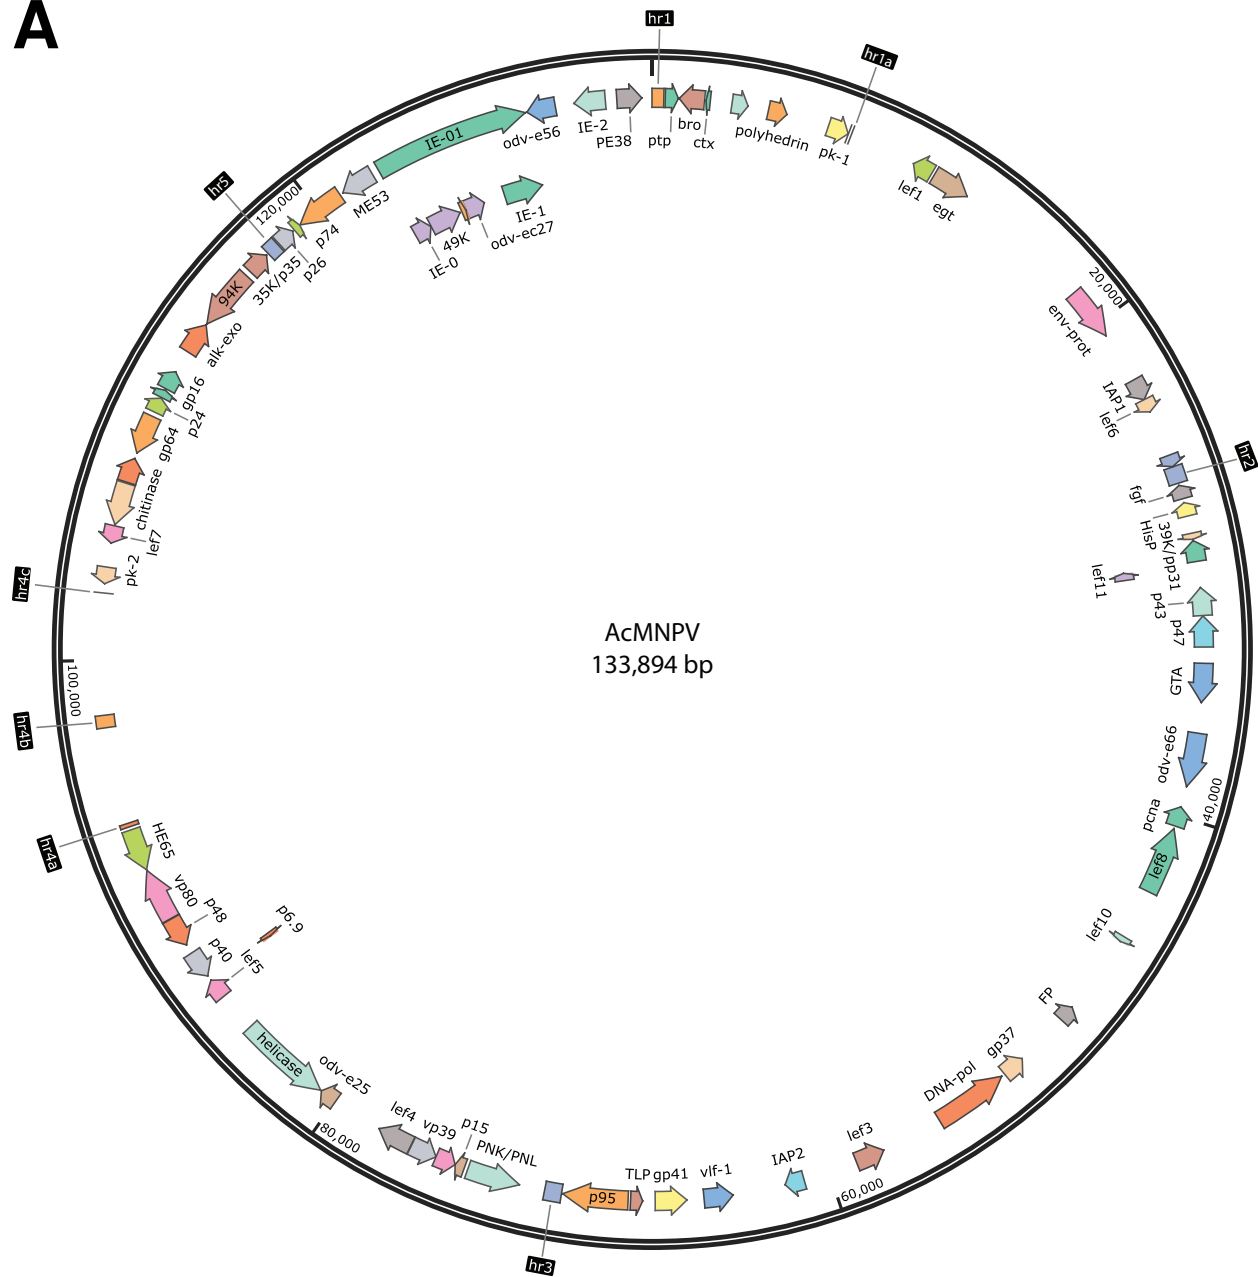 A
hr1
hr1a
IE-01
odv-e56
IE-2
PE38
ptp
bro
ctx
polyhedrin
pk-1
lef1
egt
hr5
120,000
ME53
p74
p26
35K/p35
94K
alk-exo
IE-0
49K
odv-ec27
IE-1
20,000
env-prot
IAP1
lef6
hr2
fgf
HisP
39K/pp31
lef11
p43
p47
GTA
gp16
p24
gp64
chitinase
lef7
pk-2
hr4c
AcMNPV
133,894 bp
100,000
hr4b
odv-e66
40,000
pcna
lef8
lef10
hr4a
HE65
vp80
p48
p40
lef5
p6.9
FP
gp37
DNA-pol
helicase
odv-e25
80,000
lef4
vp39
p15
PNK/PNL
hr3
p95
TLP
gp41
vlf-1
IAP2
lef3
60,000